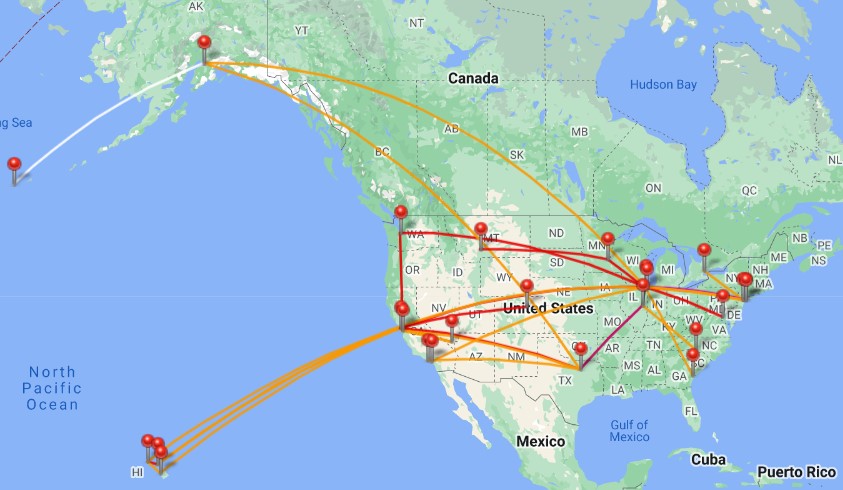 AK
YT
NT
Canada
Hudson Bay
ng Sea
AB
MB
BC
SK
ON
QC
NL
NB
PE
NS
WA
MT
ND
MN
OR
ID
WY
SD
WI
MI
ME
NH
NY
MA
NV
UT
NE
IA
IL
IN
OH
DE
United States
MO
KY
WV
VA
North
Pacific
Ocean
AZ
NM
AR
TN
NC
SC
TX
LA
MS
AL
GA
FL
Gulf of
Mexico
Mexico
Cuba
Puerto Rico
HI